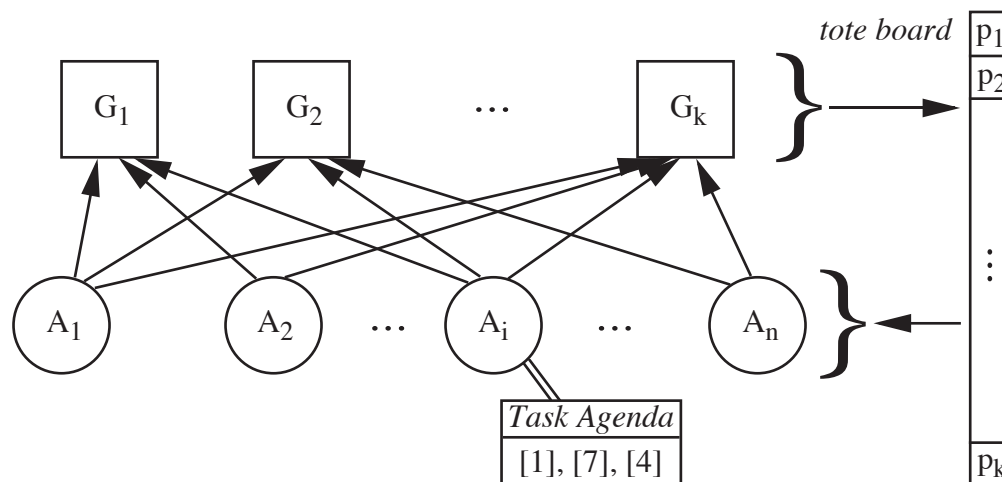 tote board
p1
p2
G1
G2
...
Gk
...
A1
A2
...
Ai
...
An
Task Agenda
[1], [7], [4]
pk